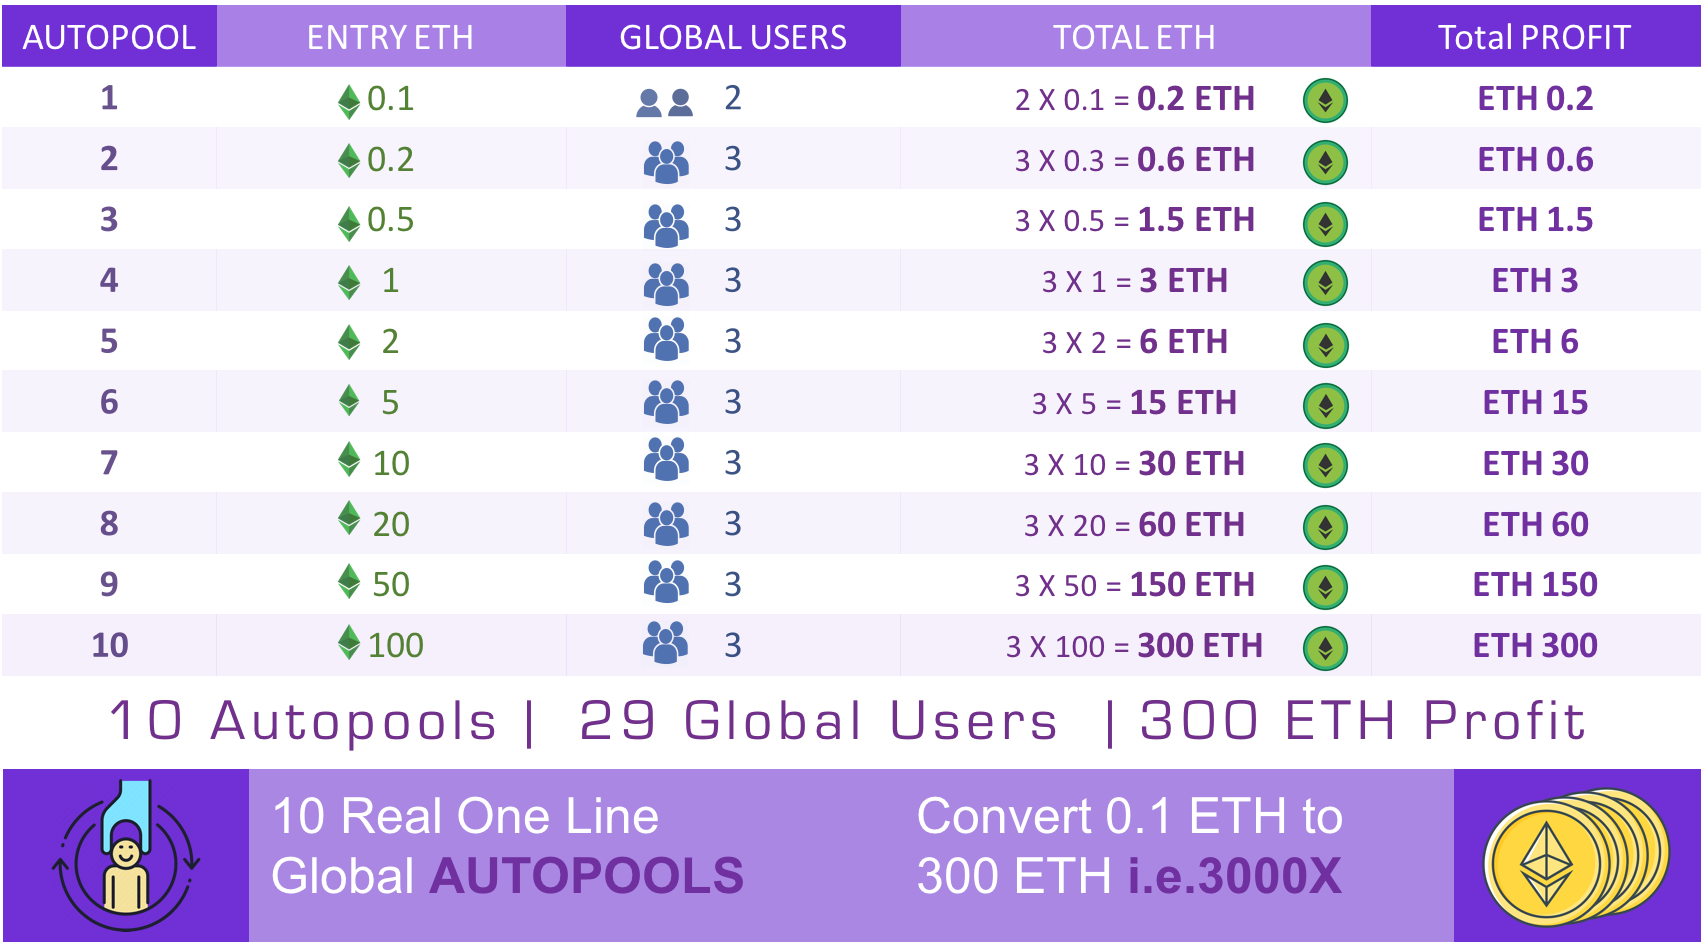 AUTOPOOL ENTRY ETH GLOBAL USERS TOTAL ETH Total PROFIT
1 0.1 2 2 X 0.1 = 0.2 ETH ETH 0.2
2 0.2 3 3 X 0.3 = 0.6 ETH ETH 0.6
3 0.5 3 3 X 0.5 = 1.5 ETH ETH 1.5
4 1 3 3 X 1 = 3 ETH ETH 3
5 2 3 3 X 2 = 6 ETH ETH 6
6 5 3 3 X 5 = 15 ETH ETH 15
7 10 3 3 X 10 = 30 ETH ETH 30
8 20 3 3 X 20 = 60 ETH ETH 60
9 50 3 3 X 50 = 150 ETH ETH 150
10 100 3 3 X 100 = 300 ETH ETH 300
10 Autopools | 29 Global Users | 300 ETH Profit
10 Real One Line
Global AUTOPOOLS
Convert 0.1 ETH to
300 ETH i.e.3000X